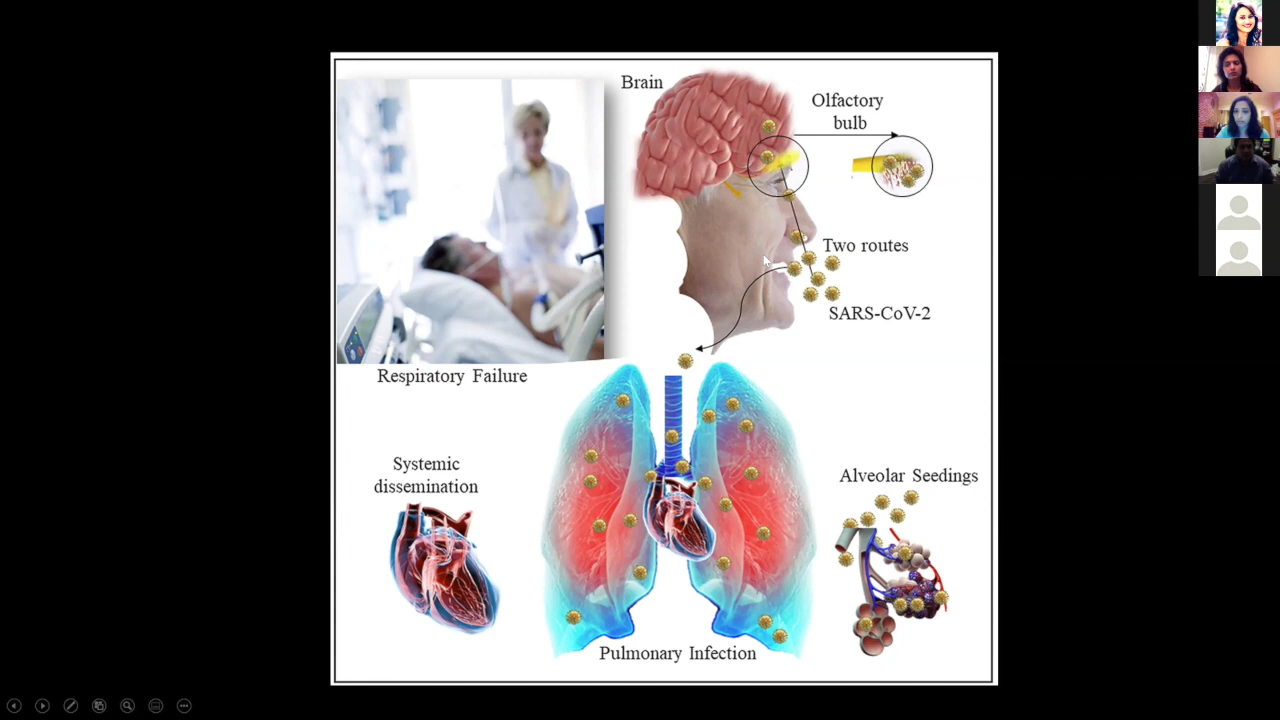 Brain
Olfactory
bulb
Two routes
SARS-CoV-2
Respiratory Failure
Systemic
dissemination
Alveolar Seedings
Pulmonary Infection